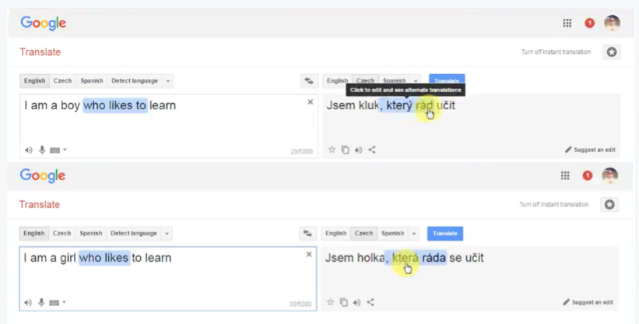 Google
1
Translate
Turn off instant translation
English Czech Spanish Detect language
English Czech Spanish Translate
Click to edit and see alternate translations
I am a boy who likes to learn
×
Jsem kluk, který rád učit
Suggest an edit
Google
1
Translate
Turn off instant translation
English Czech Spanish Detect language
English Czech Spanish Translate
I am a girl who likes to learn
×
Jsem holka, která ráda se učit
Suggest an edit